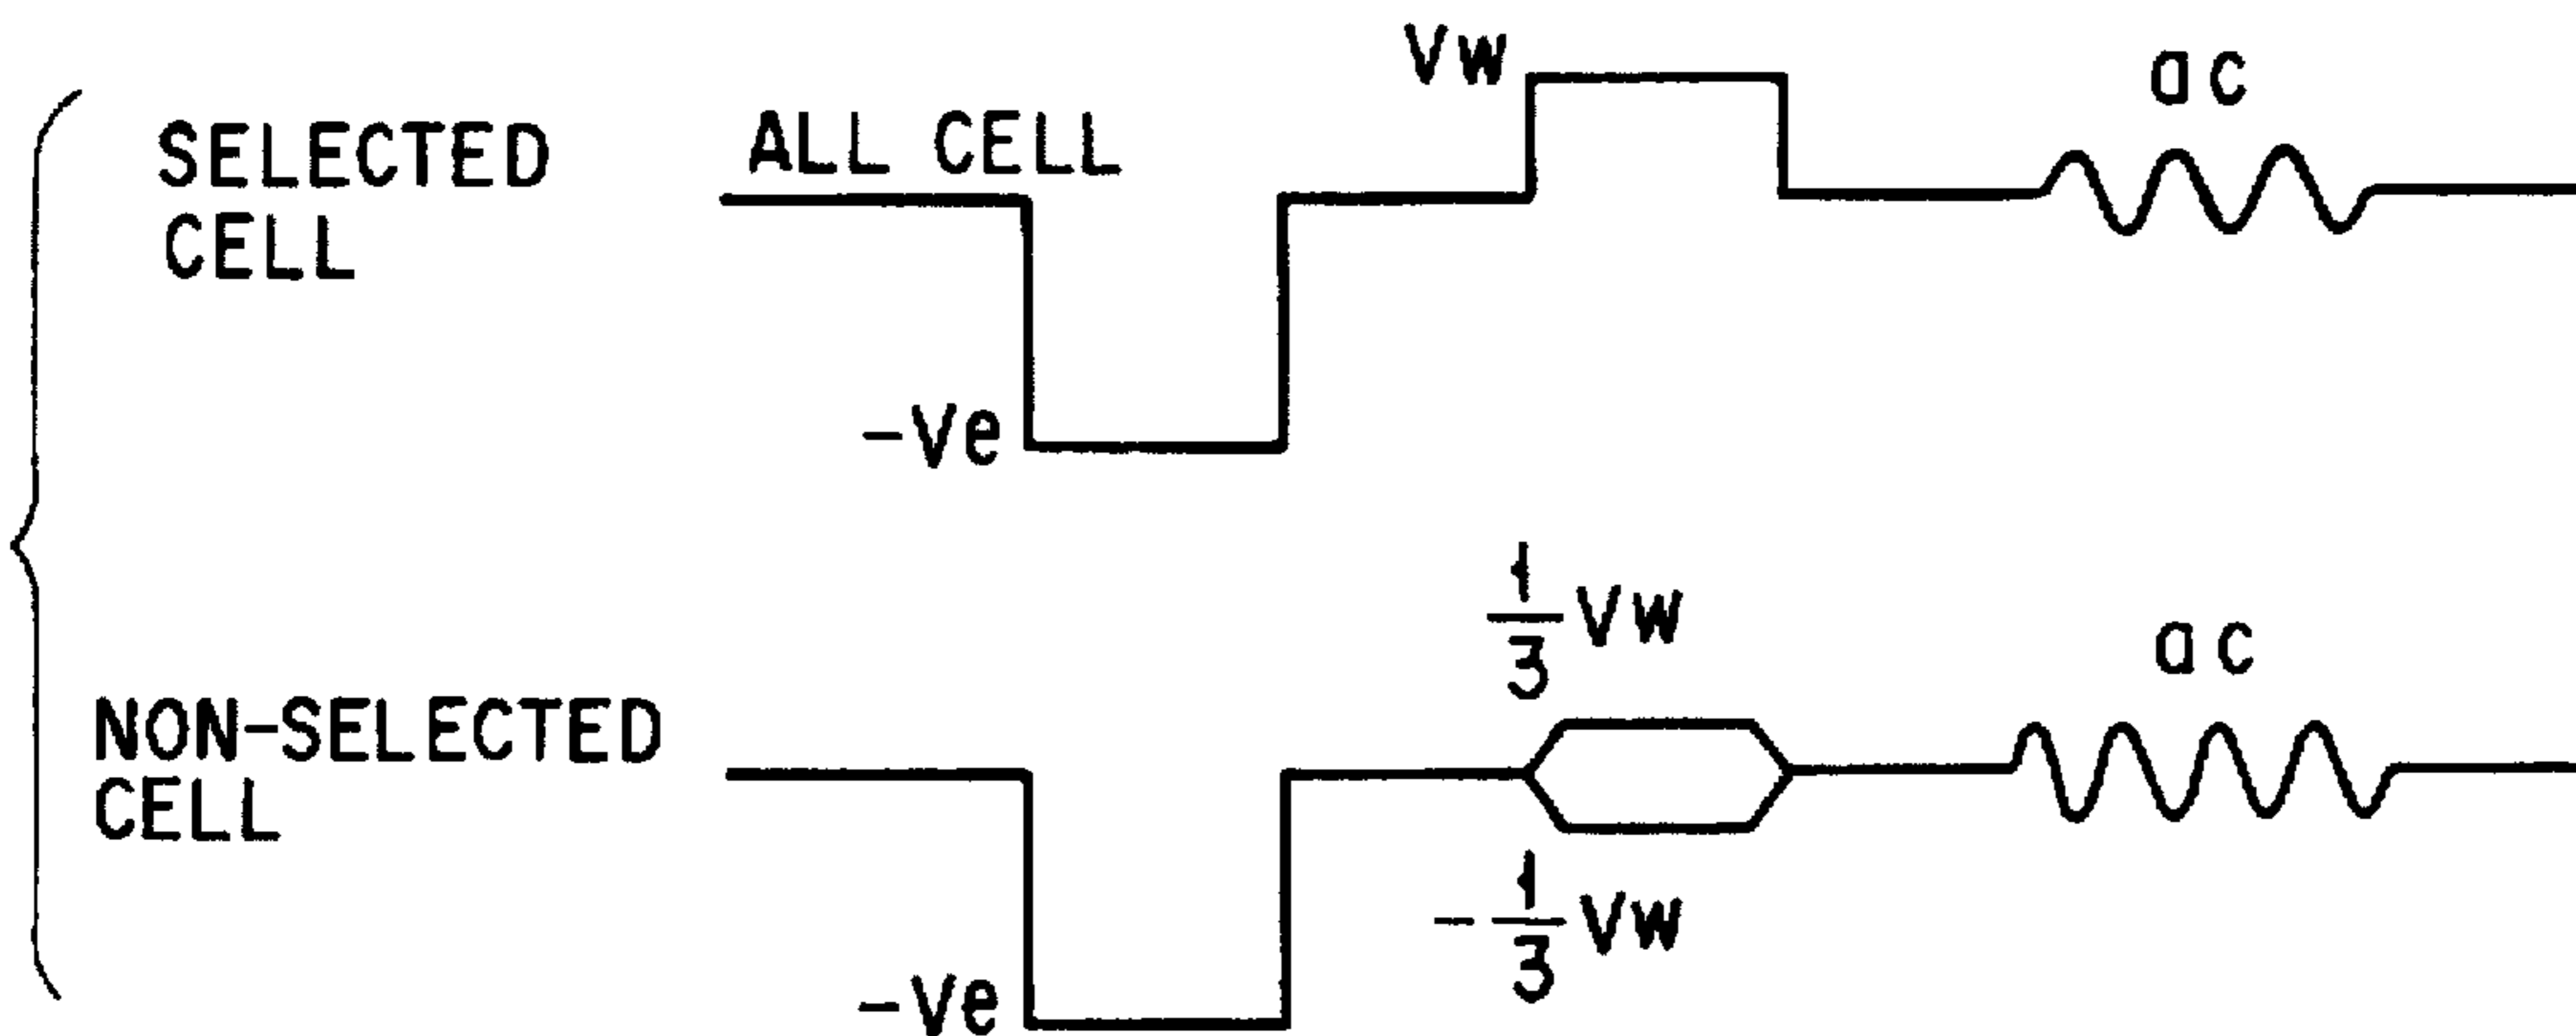 SELECTED
CELL
ALL CELL
Vw
ac
-Ve
NON-SELECTED
CELL
1/3 Vw
ac
-1/3 Vw
-Ve